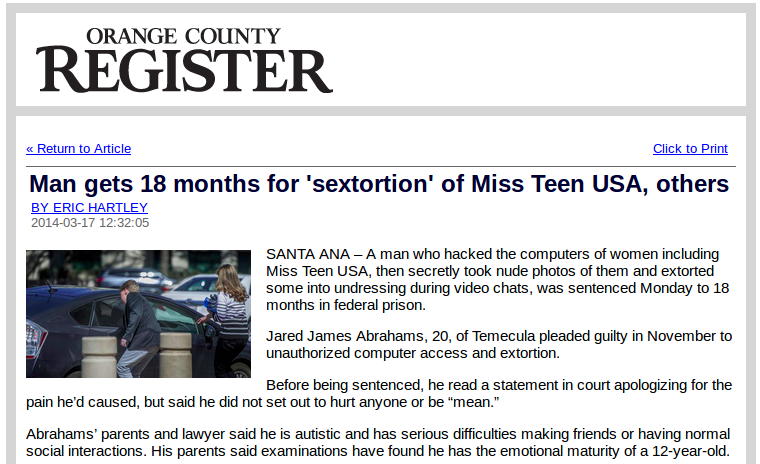 ORANGE COUNTY
REGISTER
« Return to Article
Click to Print
Man gets 18 months for 'sextortion' of Miss Teen USA, others
BY ERIC HARTLEY
2014-03-17 12:32:05
SANTA ANA – A man who hacked the computers of women including
Miss Teen USA, then secretly took nude photos of them and extorted
some into undressing during video chats, was sentenced Monday to 18
months in federal prison.
Jared James Abrahams, 20, of Temecula pleaded guilty in November to
unauthorized computer access and extortion.
Before being sentenced, he read a statement in court apologizing for the
pain he’d caused, but said he did not set out to hurt anyone or be “mean.”
Abrahams’ parents and lawyer said he is autistic and has serious difficulties making friends or having normal
social interactions. His parents said examinations have found he has the emotional maturity of a 12-year-old.